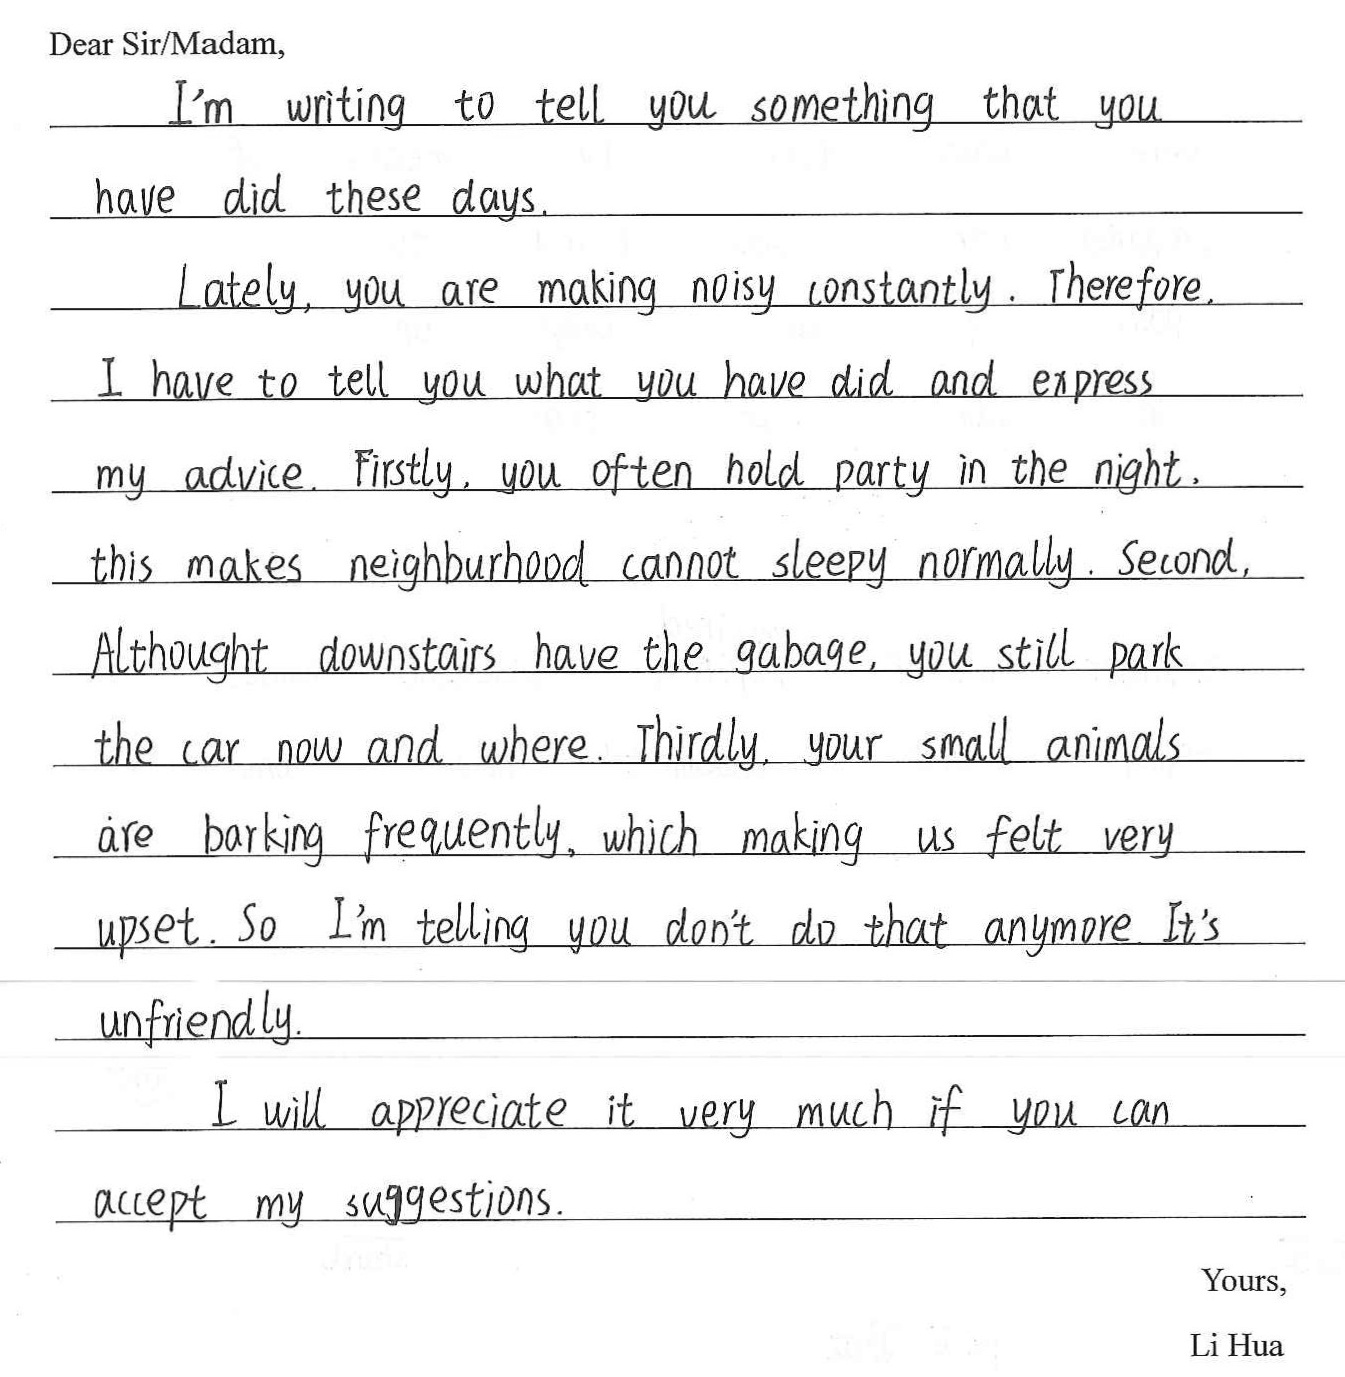 Dear Sir/Madam,
I'm writing to tell you something that you
have did these days.
Lately, you are making noisy constantly. Therefore,
I have to tell you what you have did and express
my advice. Firstly, you often hold party in the night,
this makes neighburhood cannot sleepy normally. Second,
Althought downstairs have the gabage, you still park
the car now and where. Thirdly, your small animals
are barking frequently, which making us felt very
upset. So I'm telling you don't do that anymore It's
unfriendly.
I will appreciate it very much if you can
accept my suggestions.
Yours,
Li Hua